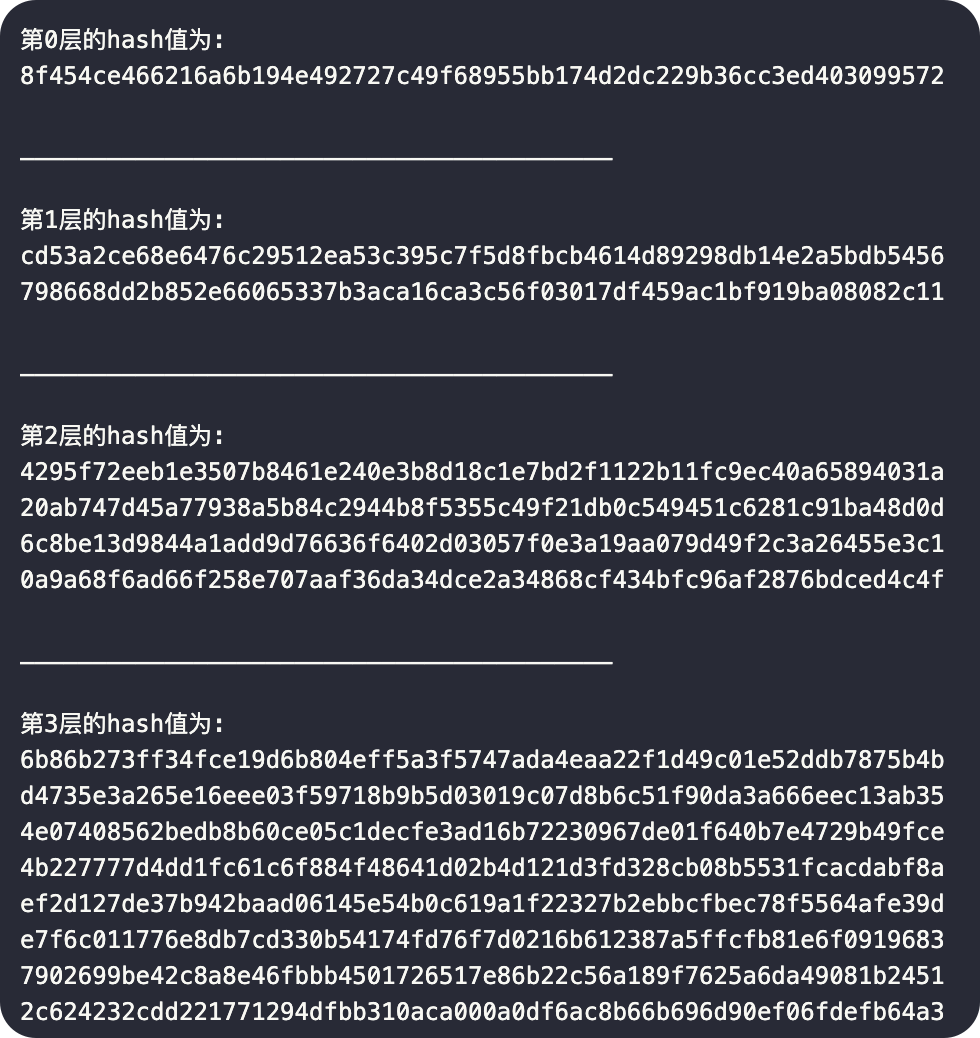 第0层的hash值为:
8f454ce466216a6b194e492727c49f68955bb174d2dc229b36cc3ed403099572
第1层的hash值为:
cd53a2ce68e6476c29512ea53c395c7f5d8fbcb4614d89298db14e2a5bdb5456
798668dd2b852e66065337b3aca16ca3c56f03017df459ac1bf919ba08082c11
第2层的hash值为:
4295f72eeb1e3507b8461e240e3b8d18c1e7bd2f1122b11fc9ec40a65894031a
20ab747d45a77938a5b84c2944b8f5355c49f21db0c549451c6281c91ba48d0d
6c8be13d9844a1add9d76636f6402d03057f0e3a19aa079d49f2c3a26455e3c1
0a9a68f6ad66f258e707aaf36da34dce2a34868cf434bfc96af2876bdced4c4f
第3层的hash值为:
6b86b273ff34fce19d6b804eff5a3f5747ada4eaa22f1d49c01e52ddb7875b4b
d4735e3a265e16eee03f59718b9b5d03019c07d8b6c51f90da3a666eec13ab35
4e07408562bedb8b60ce05c1decfe3ad16b72230967de01f640b7e4729b49fce
4b227777d4dd1fc61c6f884f48641d02b4d121d3fd328cb08b5531fcacdabf8a
ef2d127de37b942baad06145e54b0c619a1f22327b2ebbcfbec78f5564afe39d
e7f6c011776e8db7cd330b54174fd76f7d0216b612387a5ffcfb81e6f0919683
7902699be42c8a8e46fbbb4501726517e86b22c56a189f7625a6da49081b2451
2c624232cdd221771294dfbb310aca000a0df6ac8b66b696d90ef06fdefb64a3